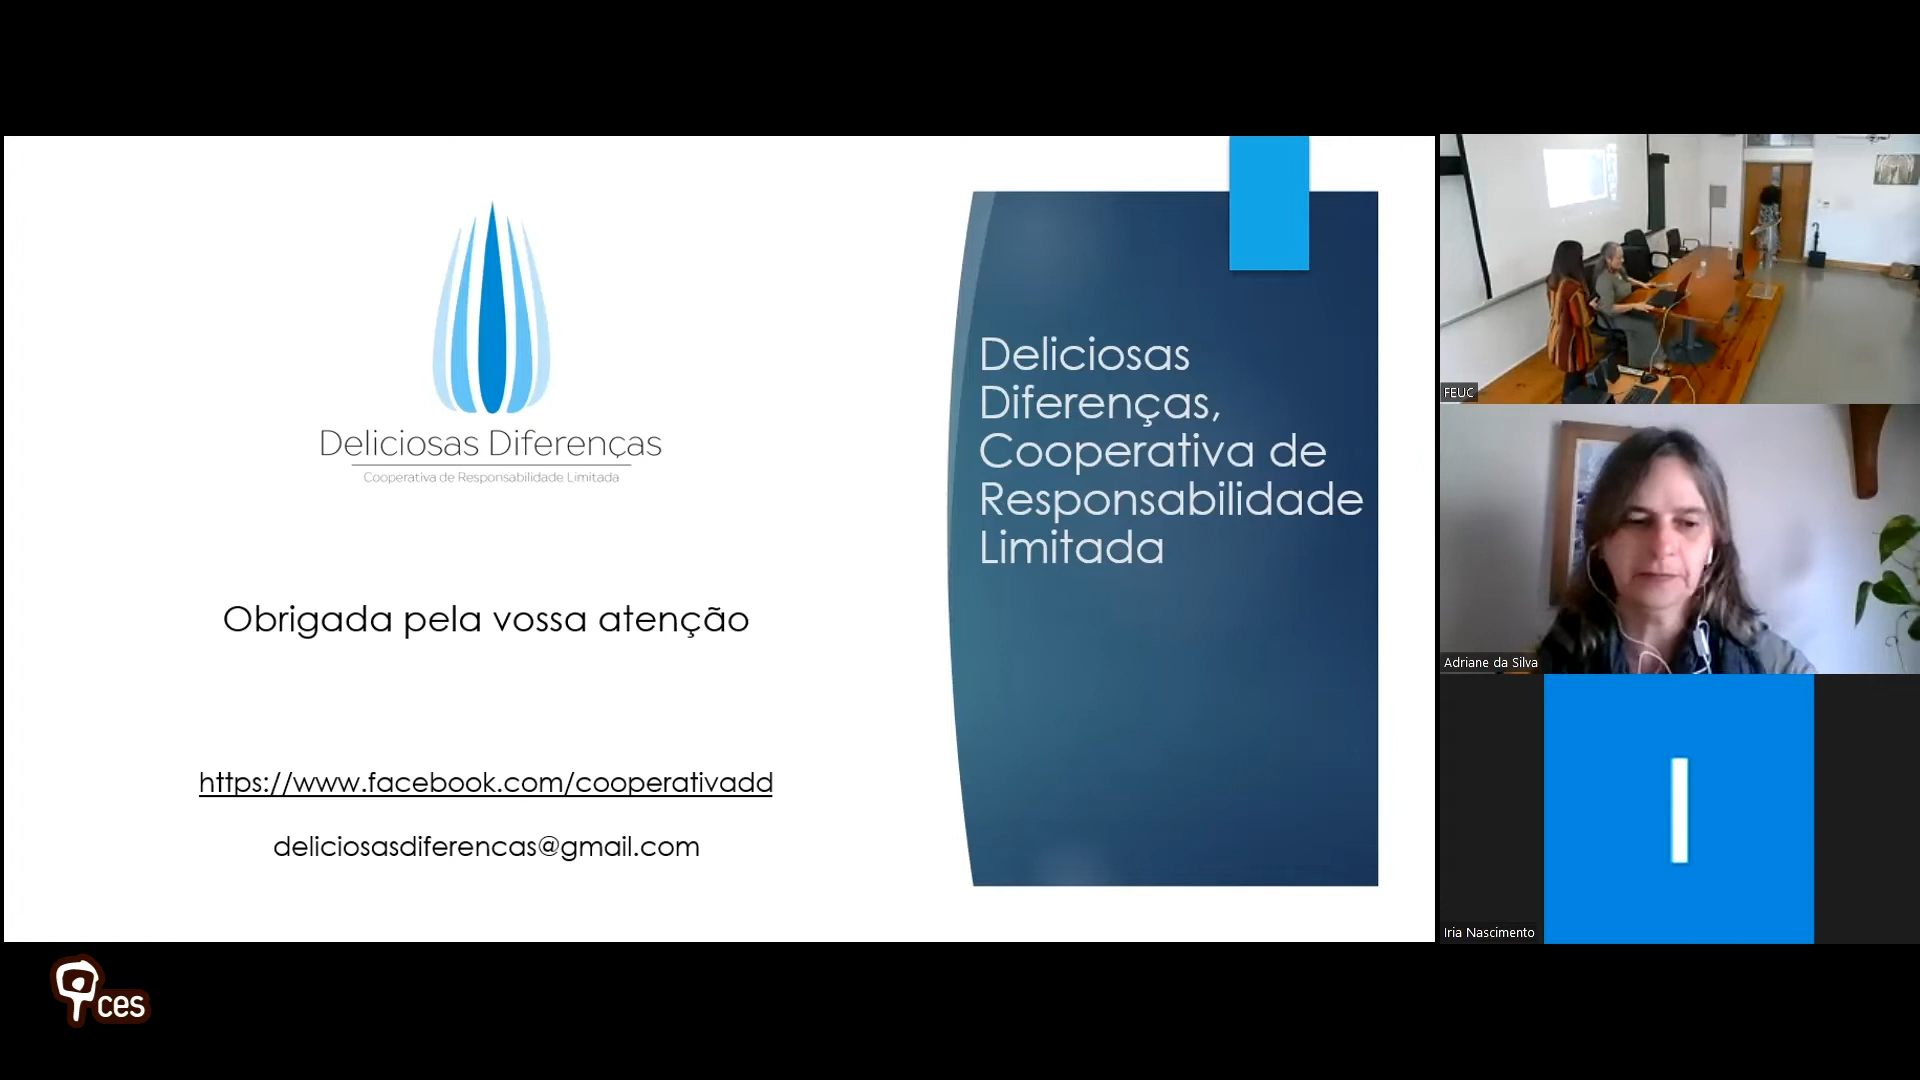 Deliciosas Diferenças
Cooperativa de Responsabilidade Limitada
Obrigada pela vossa atenção
https://www.facebook.com/cooperativadd
deliciosasdiferencas@gmail.com
Deliciosas
Diferenças,
Cooperativa de
Responsabilidade
Limitada
FEUC
Adriane da Silva
I
Iria Nascimento
ces